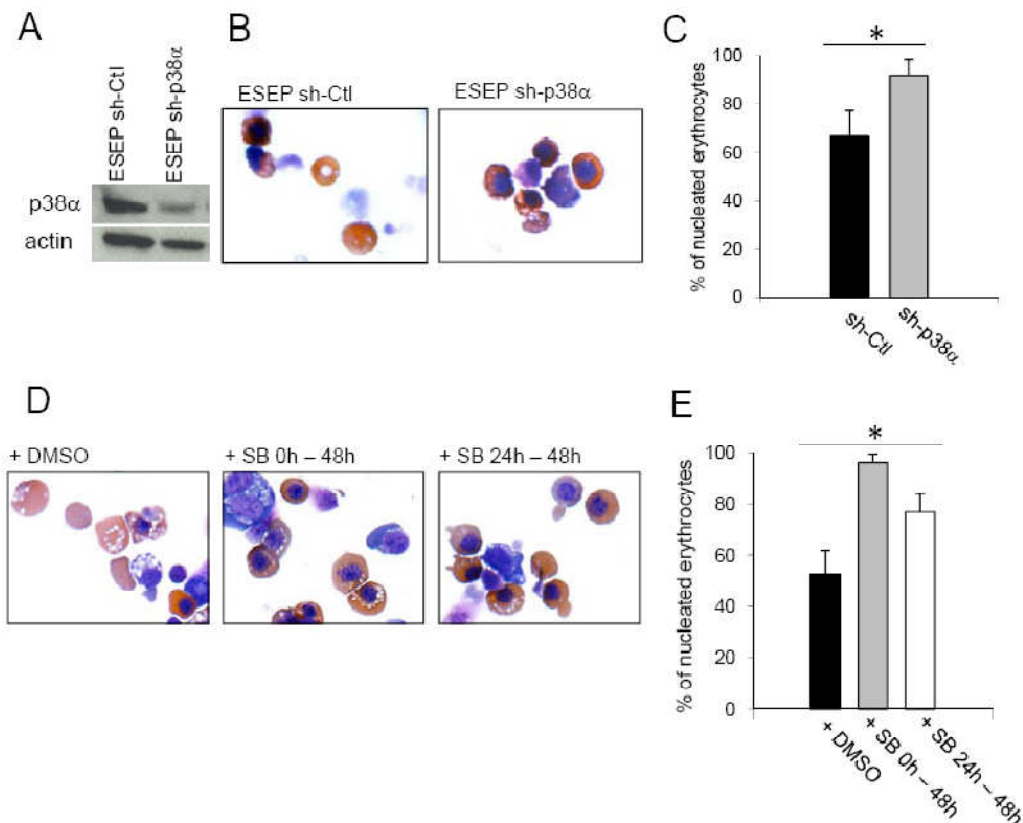 A
ESEP sh-Ctl
ESEP sh-p38α
p38α
actin
B
ESEP sh-Ctl
ESEP sh-p38α
C
*
% of nucleated erythrocytes
100
80
60
40
20
0
sh-Ctl
sh-p38α
D
+ DMSO
+ SB 0h – 48h
+ SB 24h – 48h
E
*
% of nucleated erythrocytes
100
80
60
40
20
0
+ DMSO
+ SB 0h – 48h
+ SB 24h – 48h